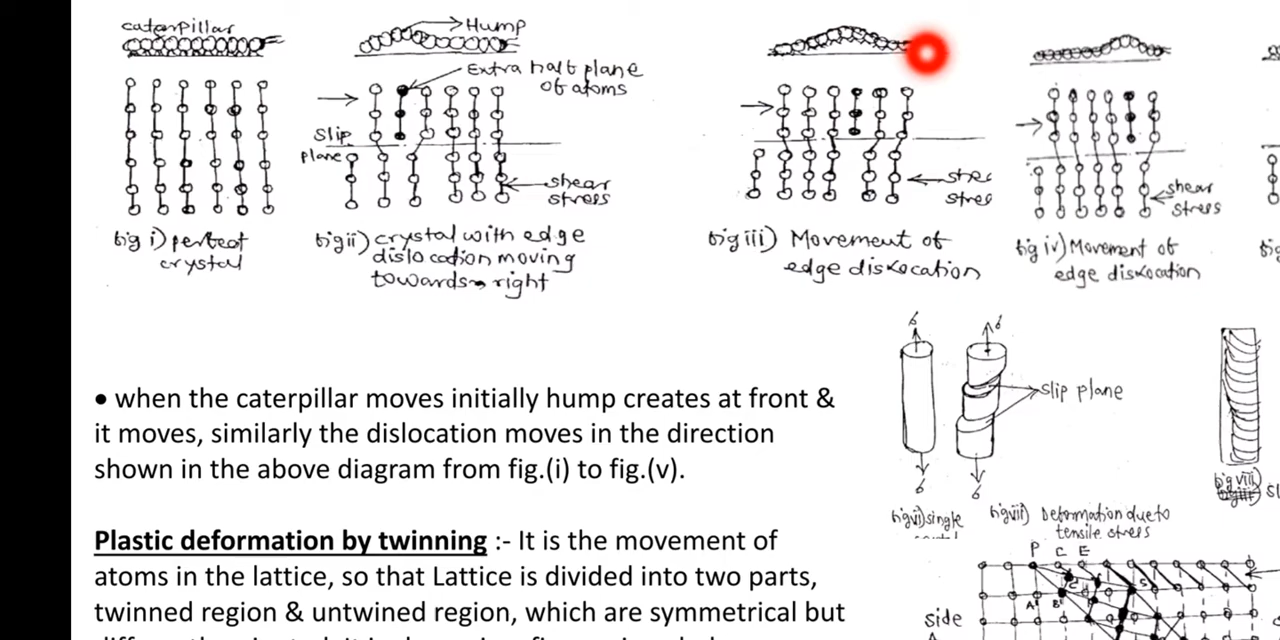 caterpillar
Hump
Extra half plane
of atoms
Slip
plane
shear
stress
stre
stres
shear
stress
fig i) perfect
crystal
fig ii) crystal with edge
dislocation moving
towards right
fig iii) Movement of
edge dislocation
fig iv) Movement of
edge dislocation
• when the caterpillar moves initially hump creates at front &
it moves, similarly the dislocation moves in the direction
shown in the above diagram from fig.(i) to fig.(v).
slip plane
fig vi) single
fig vii) Deformation due to
tensile stress
fig viii)
Plastic deformation by twinning :- It is the movement of
atoms in the lattice, so that Lattice is divided into two parts,
twinned region & untwined region, which are symmetrical but
P C E
side